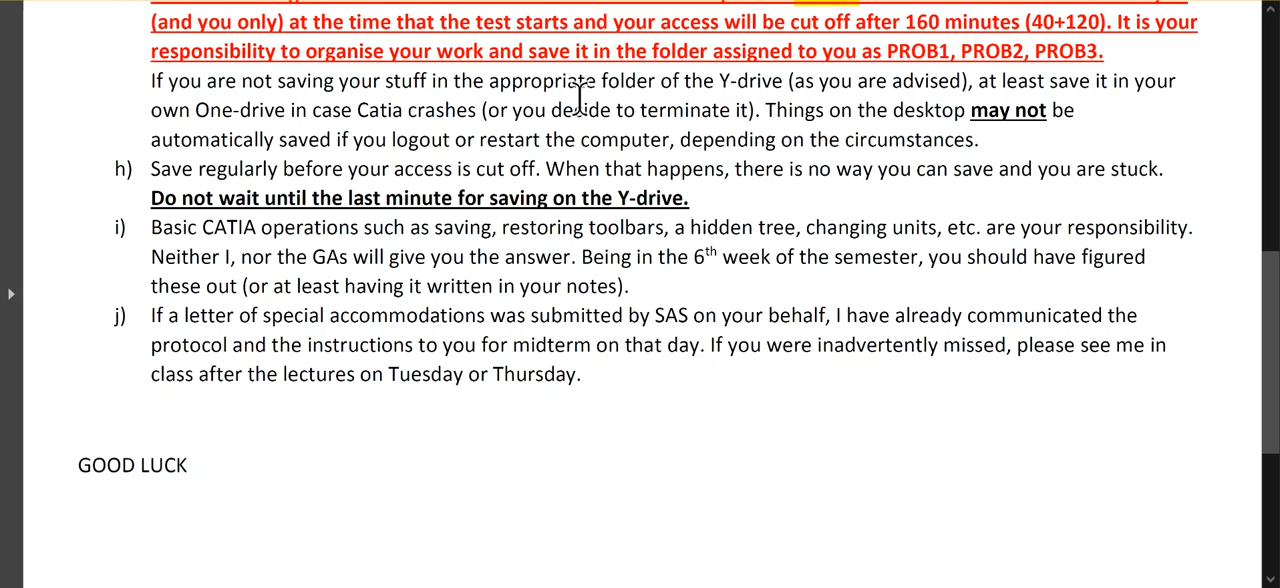 (and you only) at the time that the test starts and your access will be cut off after 160 minutes (40+120). It is your
responsibility to organise your work and save it in the folder assigned to you as PROB1, PROB2, PROB3.
If you are not saving your stuff in the appropriate folder of the Y-drive (as you are advised), at least save it in your
own One-drive in case Catia crashes (or you decide to terminate it). Things on the desktop may not be
automatically saved if you logout or restart the computer, depending on the circumstances.
h) Save regularly before your access is cut off. When that happens, there is no way you can save and you are stuck.
Do not wait until the last minute for saving on the Y-drive.
i) Basic CATIA operations such as saving, restoring toolbars, a hidden tree, changing units, etc. are your responsibility.
Neither I, nor the GAs will give you the answer. Being in the 6th week of the semester, you should have figured
these out (or at least having it written in your notes).
j) If a letter of special accommodations was submitted by SAS on your behalf, I have already communicated the
protocol and the instructions to you for midterm on that day. If you were inadvertently missed, please see me in
class after the lectures on Tuesday or Thursday.
GOOD LUCK